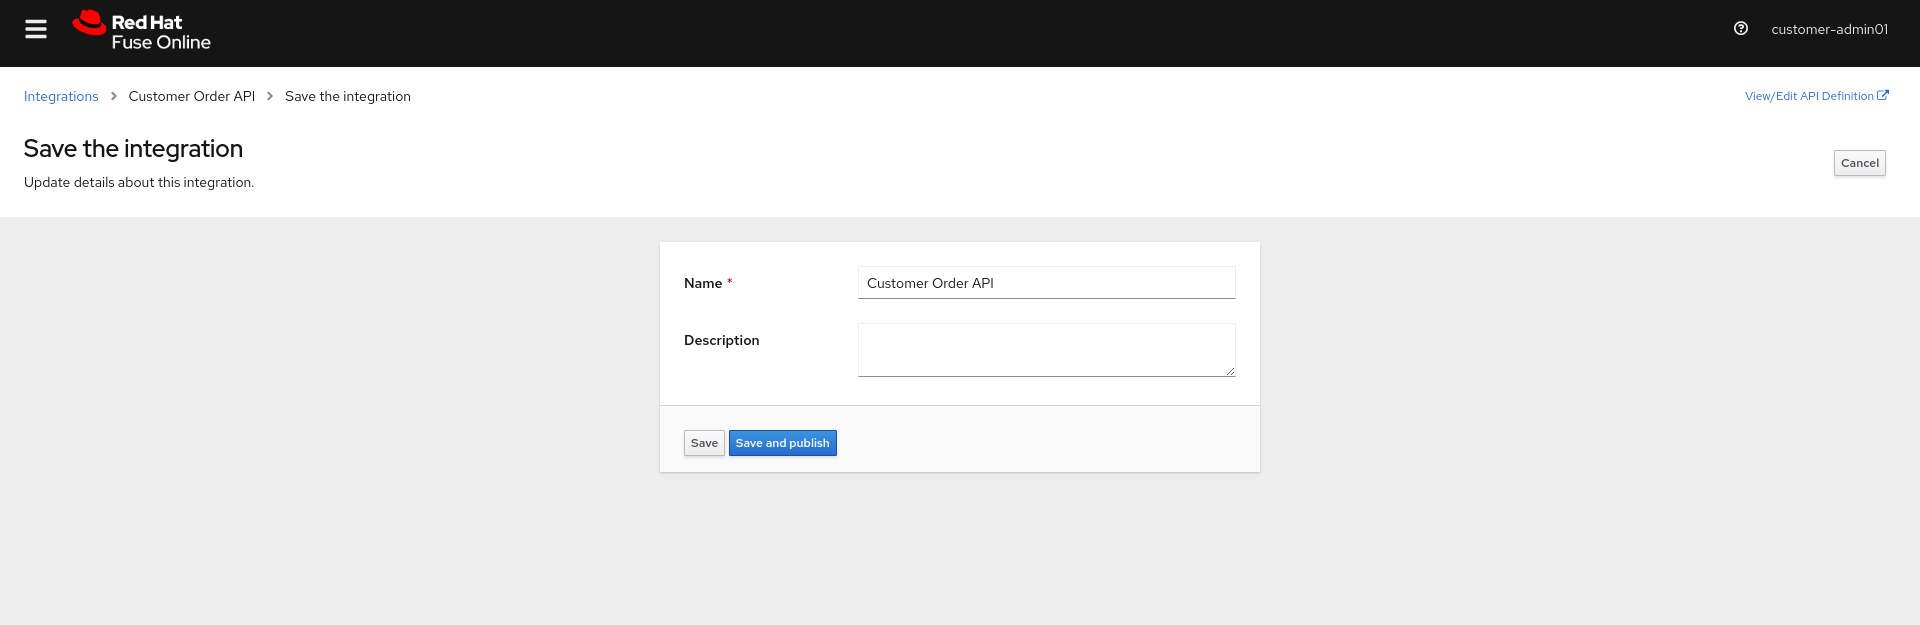 Red Hat
Fuse Online
customer-admin01
Integrations > Customer Order API > Save the integration
View/Edit API Definition
Save the integration
Update details about this integration.
Cancel
Name *
Customer Order API
Description
Save
Save and publish